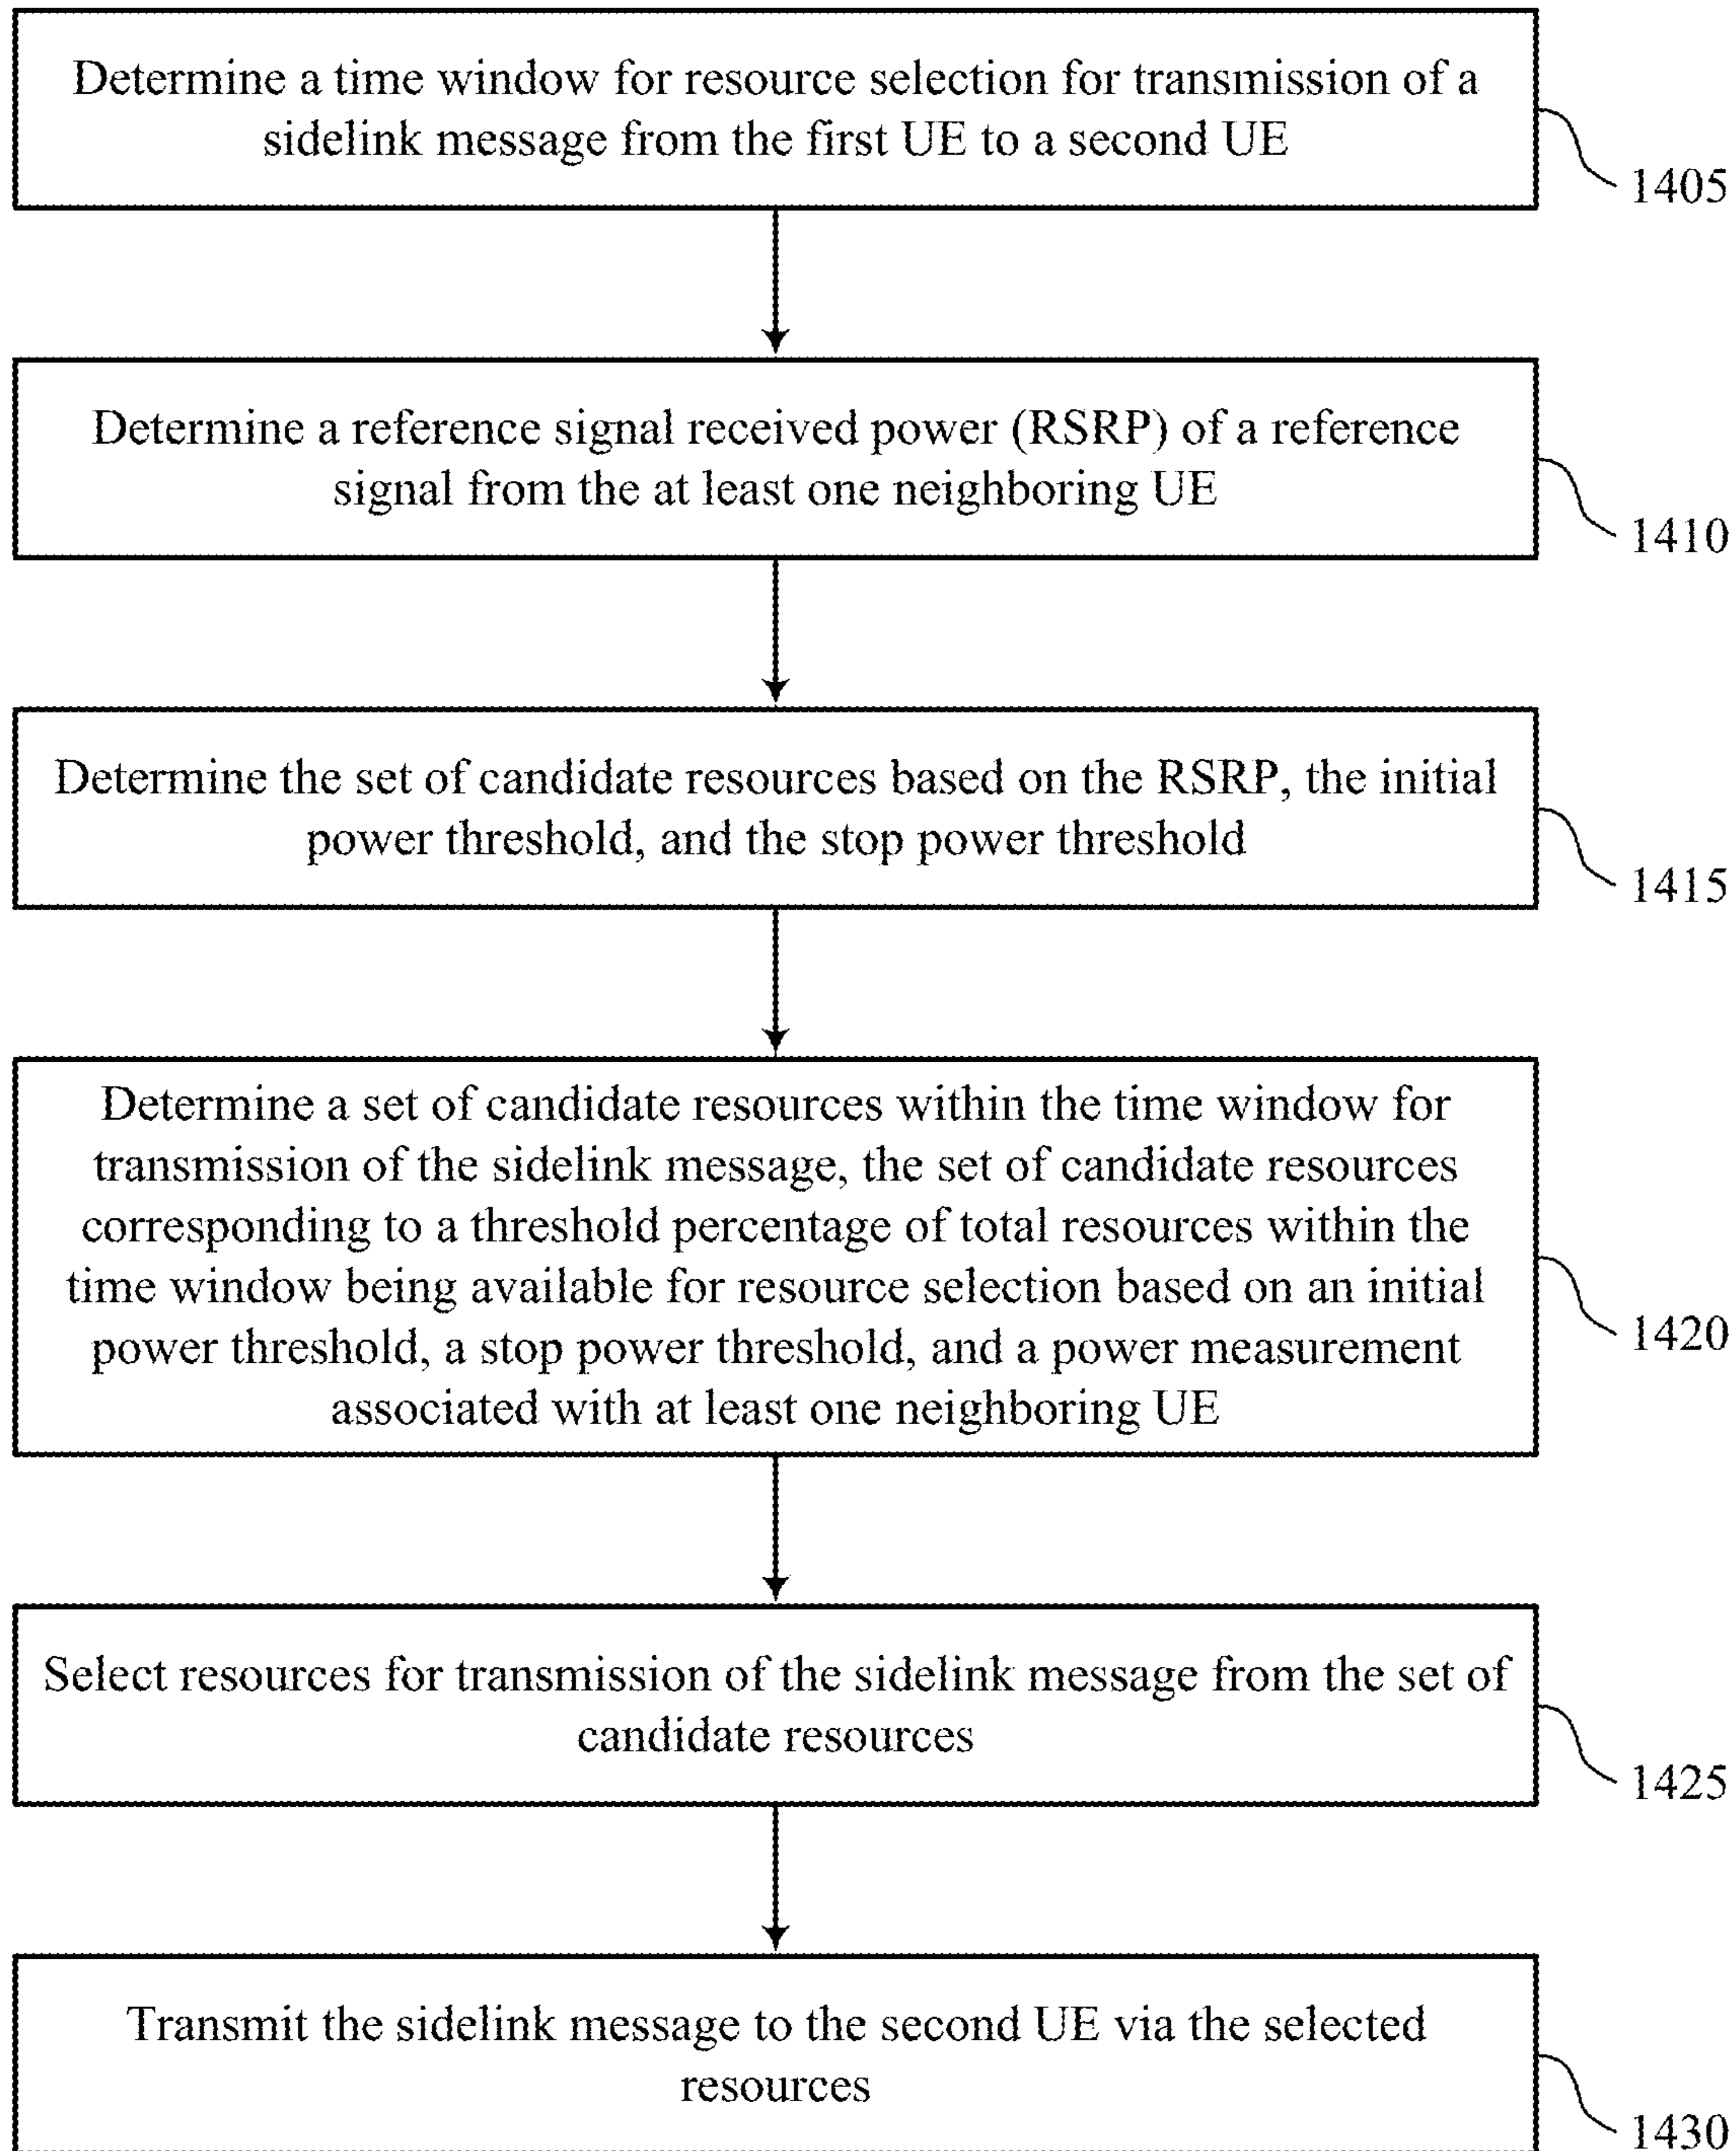 Determine a time window for resource selection for transmission of a
sidelink message from the first UE to a second UE
1405
Determine a reference signal received power (RSRP) of a reference
signal from the at least one neighboring UE
1410
Determine the set of candidate resources based on the RSRP, the initial
power threshold, and the stop power threshold
1415
Determine a set of candidate resources within the time window for
transmission of the sidelink message, the set of candidate resources
corresponding to a threshold percentage of total resources within the
time window being available for resource selection based on an initial
power threshold, a stop power threshold, and a power measurement
associated with at least one neighboring UE
1420
Select resources for transmission of the sidelink message from the set of
candidate resources
1425
Transmit the sidelink message to the second UE via the selected
resources
1430